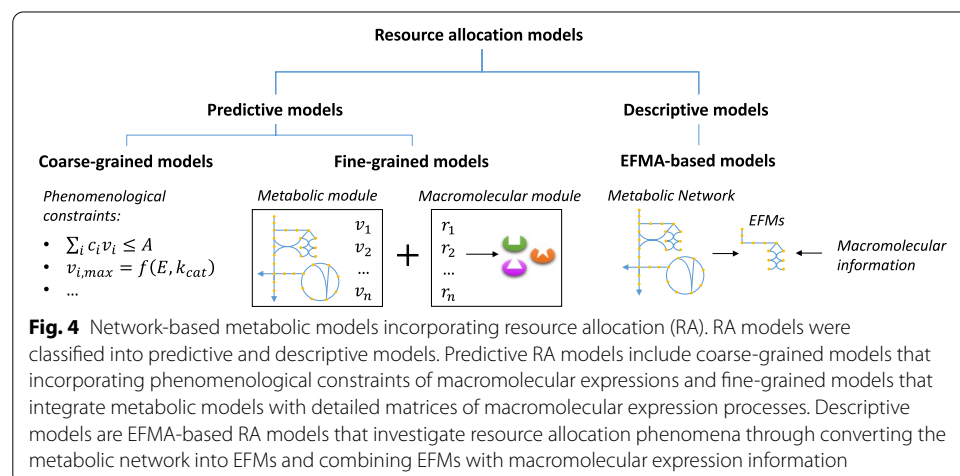 Resource allocation models
Predictive models
Descriptive models
Coarse-grained models
Fine-grained models
EFMA-based models
Phenomenological
constraints:
• ∑ᵢ cᵢvᵢ ≤ A
• vᵢ,ₘₐₓ = f(E, k_cat)
• …
Metabolic module
v₁
v₂
…
vₙ
+
Macromolecular module
r₁
r₂
…
rₙ
Metabolic Network
EFMs
Macromolecular
information
Fig. 4 Network-based metabolic models incorporating resource allocation (RA). RA models were
classified into predictive and descriptive models. Predictive RA models include coarse-grained models that
incorporating phenomenological constraints of macromolecular expressions and fine-grained models that
integrate metabolic models with detailed matrices of macromolecular expression processes. Descriptive
models are EFMA-based RA models that investigate resource allocation phenomena through converting the
metabolic network into EFMs and combining EFMs with macromolecular expression information